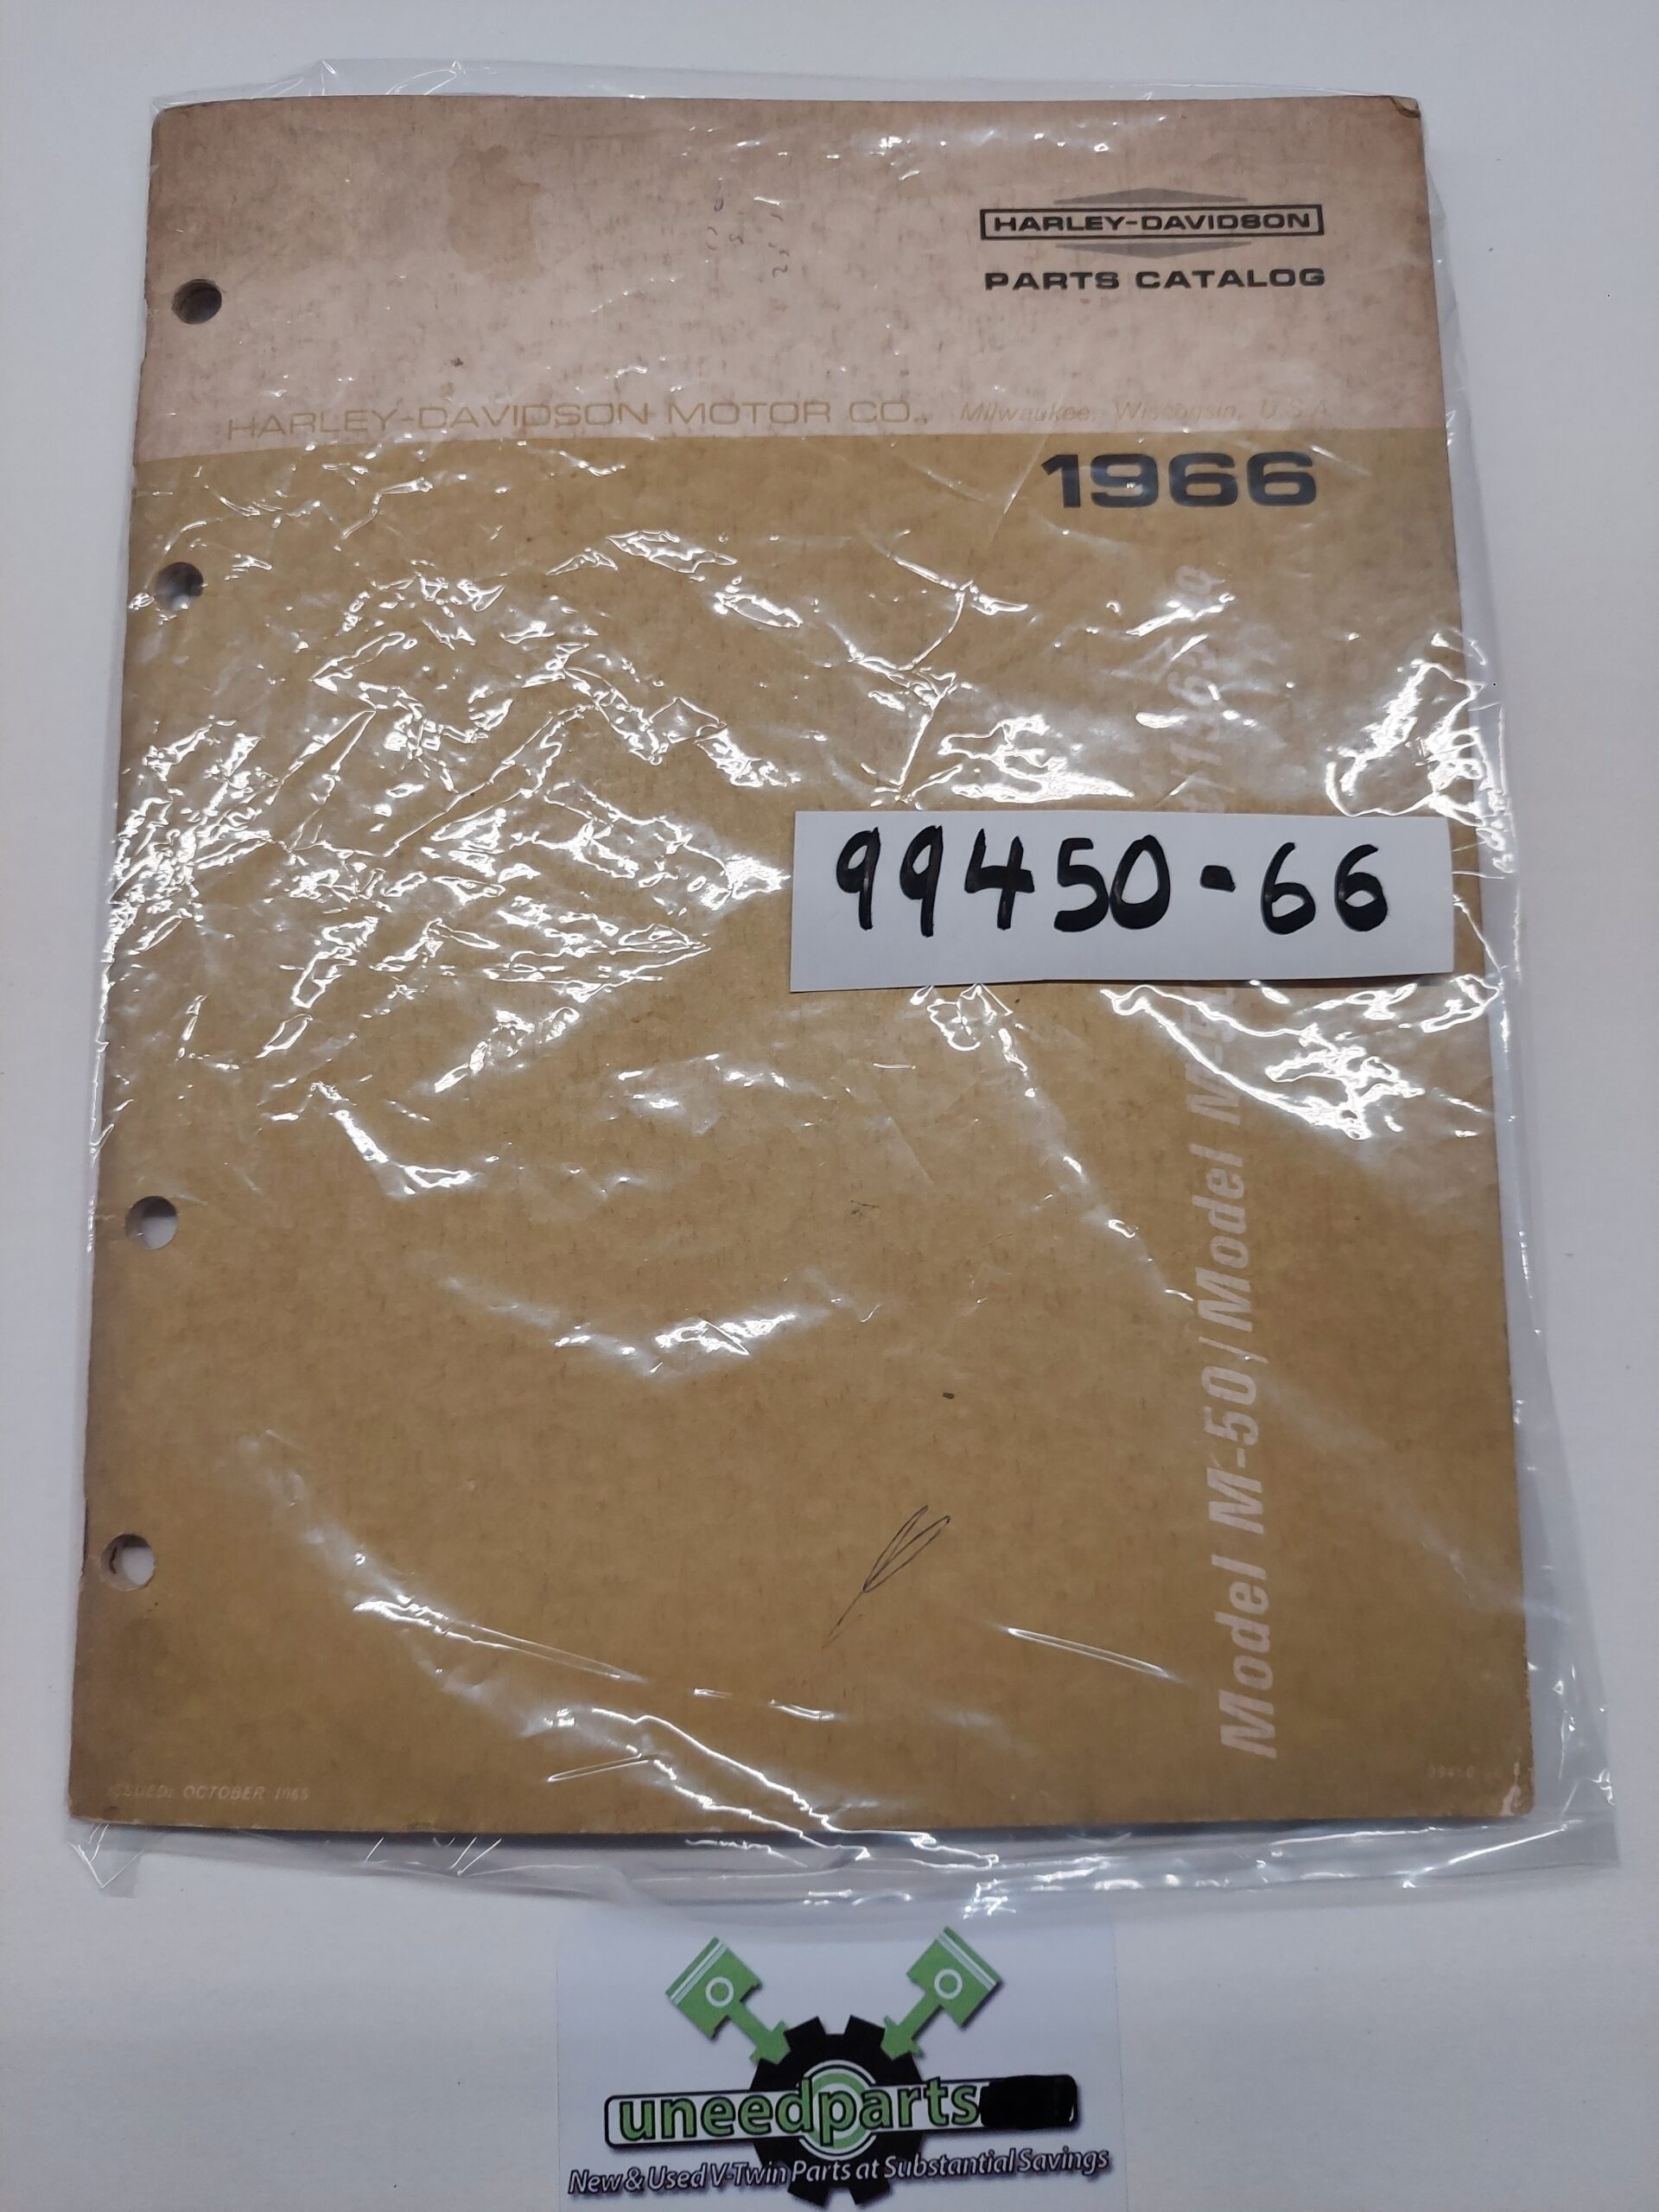 HARLEY-DAVIDSON
PARTS CATALOG
HARLEY-DAVIDSON MOTOR CO., Milwaukee, Wisconsin, U.S.A.
1966
99450-66
Model M-50/Model
ISSUED: OCTOBER
uneedparts
New & Used V-Twin Parts at Substantial Savings